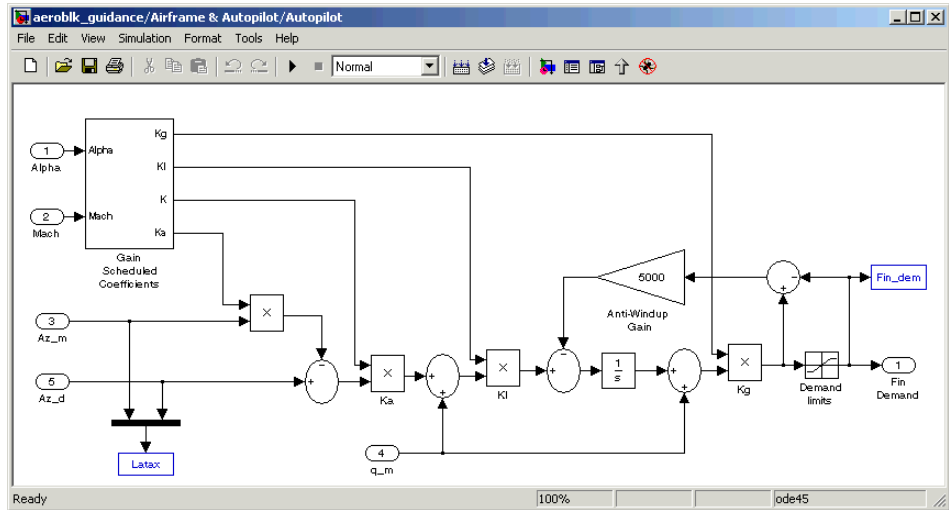 aeroblk_guidance/Airframe & Autopilot/Autopilot
File Edit View Simulation Format Tools Help
Normal
Kg
1
Alpha
Alpha
KI
K
2
Mach
Mach
Ka
Gain
Scheduled
Coefficients
5000
Anti-Windup
Gain
Fin_dem
3
Az_m
×
5
Az_d
×
Ka
×
KI
1
s
×
Kg
Demand
limits
1
Fin
Demand
Latax
4
q_m
Ready
100%
ode45